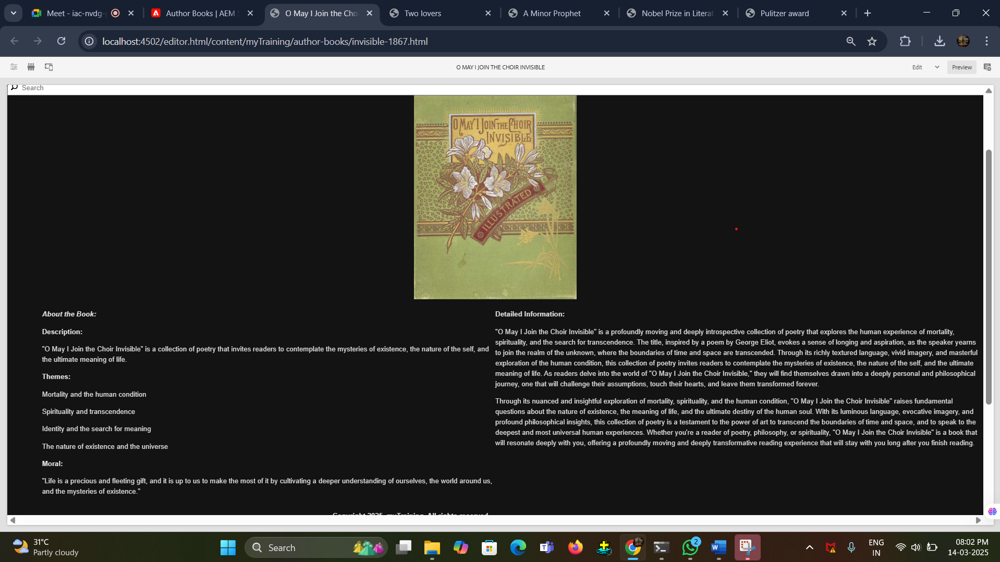 Meet - iac-nvdg-
Author Books | AEM
O May I Join the Cho
Two lovers
A Minor Prophet
Nobel Prize in Litera
Pulitzer award
localhost:4502/editor.html/content/myTraining/author-books/invisible-1867.html
O MAY I JOIN THE CHOIR INVISIBLE
Edit
Preview
Search
O MAY I JOIN THE CHOIR
INVISIBLE
ILLUSTRATED
About the Book:
Description:
"O May I Join the Choir Invisible" is a collection of poetry that invites readers to contemplate the mysteries of existence, the nature of the self, and
the ultimate meaning of life.
Themes:
Mortality and the human condition
Spirituality and transcendence
Identity and the search for meaning
The nature of existence and the universe
Moral:
"Life is a precious and fleeting gift, and it is up to us to make the most of it by cultivating a deeper understanding of ourselves, the world around us,
and the mysteries of existence."
Detailed Information:
"O May I Join the Choir Invisible" is a profoundly moving and deeply introspective collection of poetry that explores the human experience of mortality,
spirituality, and the search for transcendence. The title, inspired by a poem by George Eliot, evokes a sense of longing and aspiration, as the speaker yearns
to join the realm of the unknown, where the boundaries of time and space are transcended. Through its richly textured language, vivid imagery, and masterful
exploration of the human condition, this collection of poetry invites readers to contemplate the mysteries of existence, the nature of the self, and the ultimate
meaning of life. As readers delve into the world of "O May I Join the Choir Invisible," they will find themselves drawn into a deeply personal and philosophical
journey, one that will challenge their assumptions, touch their hearts, and leave them transformed forever.
Through its nuanced and insightful exploration of mortality, spirituality, and the human condition, "O May I Join the Choir Invisible" raises fundamental
questions about the nature of existence, the meaning of life, and the ultimate destiny of the human soul. With its luminous language, evocative imagery, and
profound philosophical insights, this collection of poetry is a testament to the power of art to transcend the boundaries of time and space, and to speak to the
deepest and most universal human experiences. Whether you're a reader of poetry, philosophy, or spirituality, "O May I Join the Choir Invisible" is a book that
will resonate deeply with you, offering a profoundly moving and deeply transformative reading experience that will stay with you long after you finish reading.
Copyright 2025, myTraining. All rights reserved
31°C
Partly cloudy
Search
2
ENG
IN
08:02 PM
14-03-2025